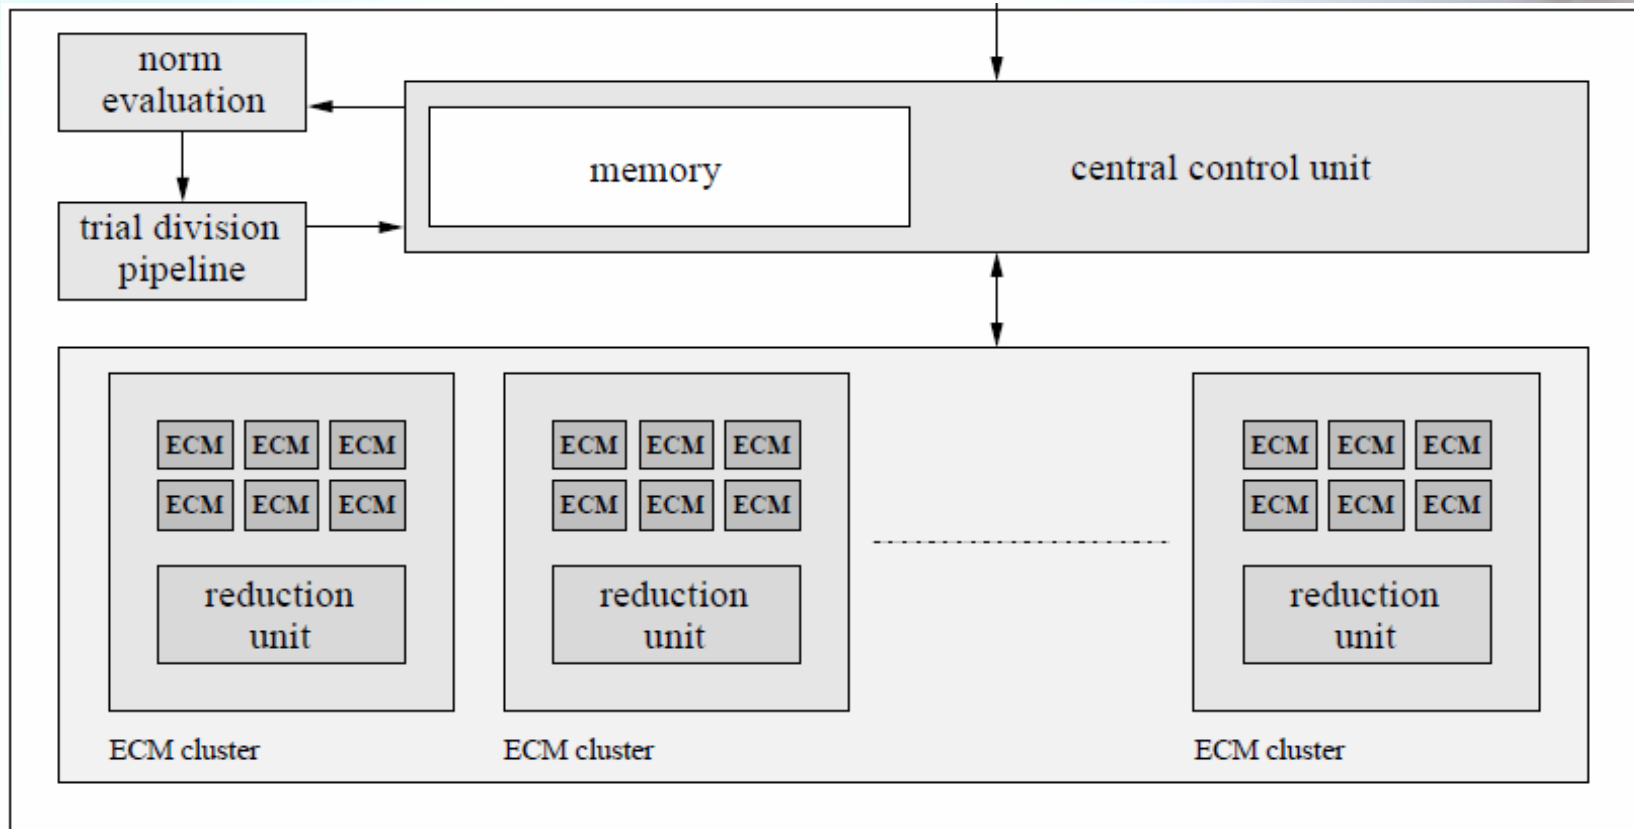 norm
evaluation
memory
central control unit
trial division
pipeline
ECM ECM ECM
ECM ECM ECM
reduction
unit
ECM cluster
ECM ECM ECM
ECM ECM ECM
reduction
unit
ECM cluster
ECM ECM ECM
ECM ECM ECM
reduction
unit
ECM cluster